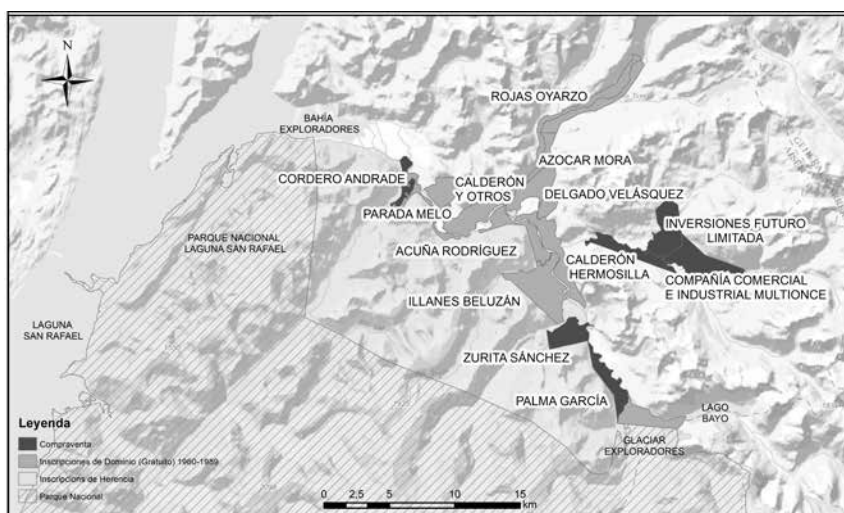 N
ROJAS OYARZO
BAHÍA
EXPLORADORES
AZOCAR MORA
CORDERO ANDRADE
CALDERÓN
Y OTROS
DELGADO VELÁSQUEZ
PARADA MELO
INVERSIONES FUTURO
LIMITADA
PARQUE NACIONAL
LAGUNA SAN RAFAEL
ACUÑA RODRÍGUEZ
CALDERÓN
HERMOSILLA
COMPAÑÍA COMERCIAL
E INDUSTRIAL MULTIONCE
ILLANES BELUZÁN
LAGUNA
SAN RAFAEL
ZURITA SÁNCHEZ
PALMA GARCÍA
LAGO
BAYO
GLACIAR
EXPLORADORES
Leyenda
Compraventa
Inscripciones de Dominio (Gratuito) 1960-1989
Inscripcions de Herencia
Parque Nacional
0 2,5 5 10 15
km